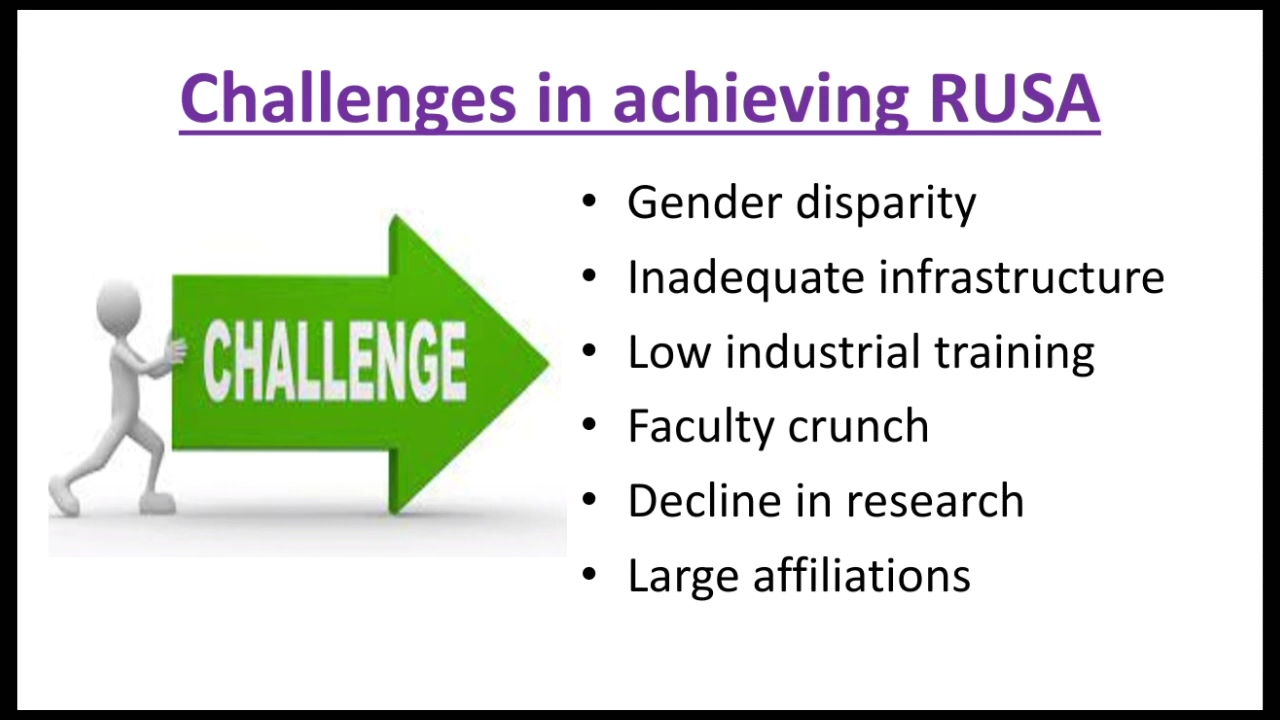 Challenges in achieving RUSA
CHALLENGE
• Gender disparity
• Inadequate infrastructure
• Low industrial training
• Faculty crunch
• Decline in research
• Large affiliations